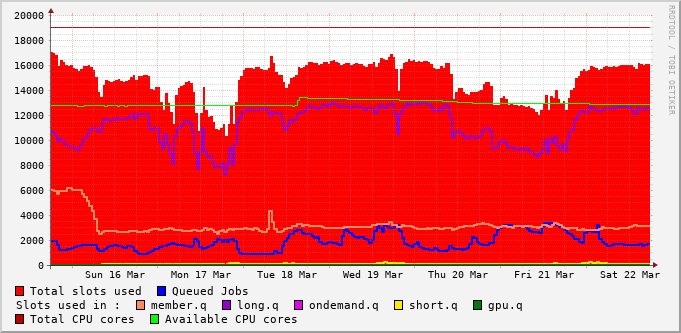 20000
18000
16000
14000
12000
10000
8000
6000
4000
2000
0
Sun 16 Mar Mon 17 Mar Tue 18 Mar Wed 19 Mar Thu 20 Mar Fri 21 Mar Sat 22 Mar
RRDTOOL / TOBI OETIKER
Total slots used Queued Jobs
Slots used in : member.q long.q ondemand.q short.q gpu.q
Total CPU cores Available CPU cores